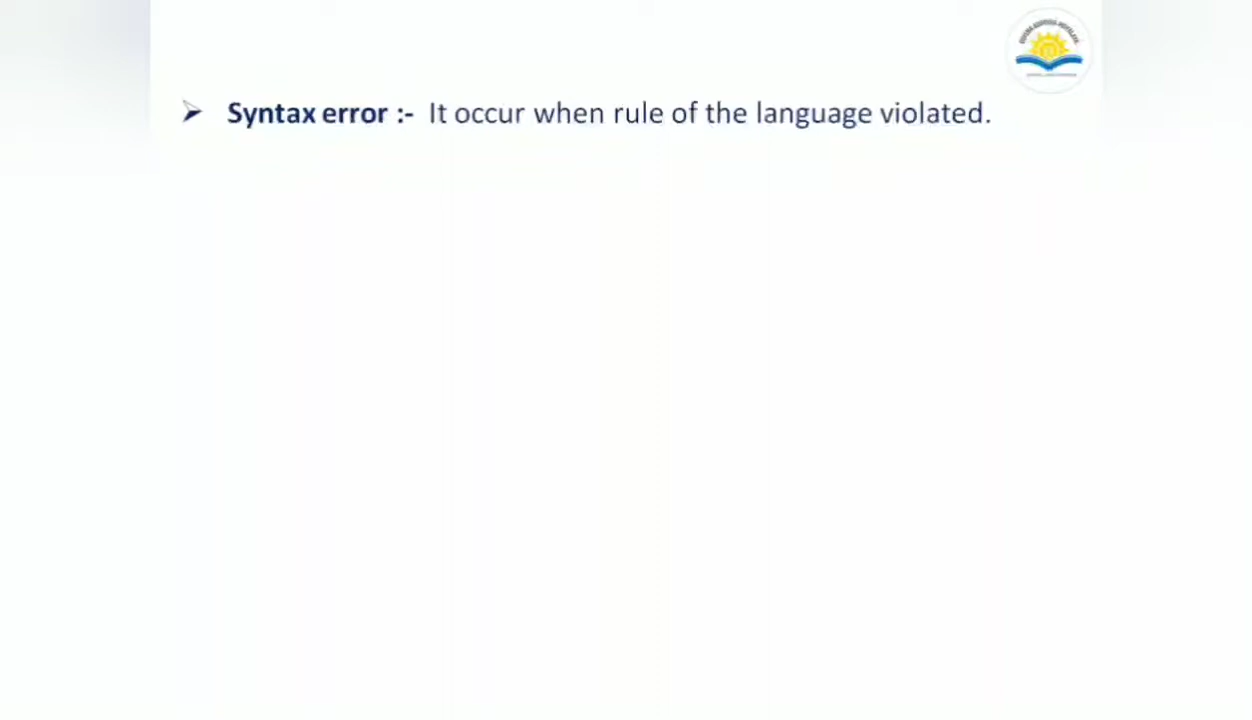 ➢ Syntax error :- It occur when rule of the language violated.